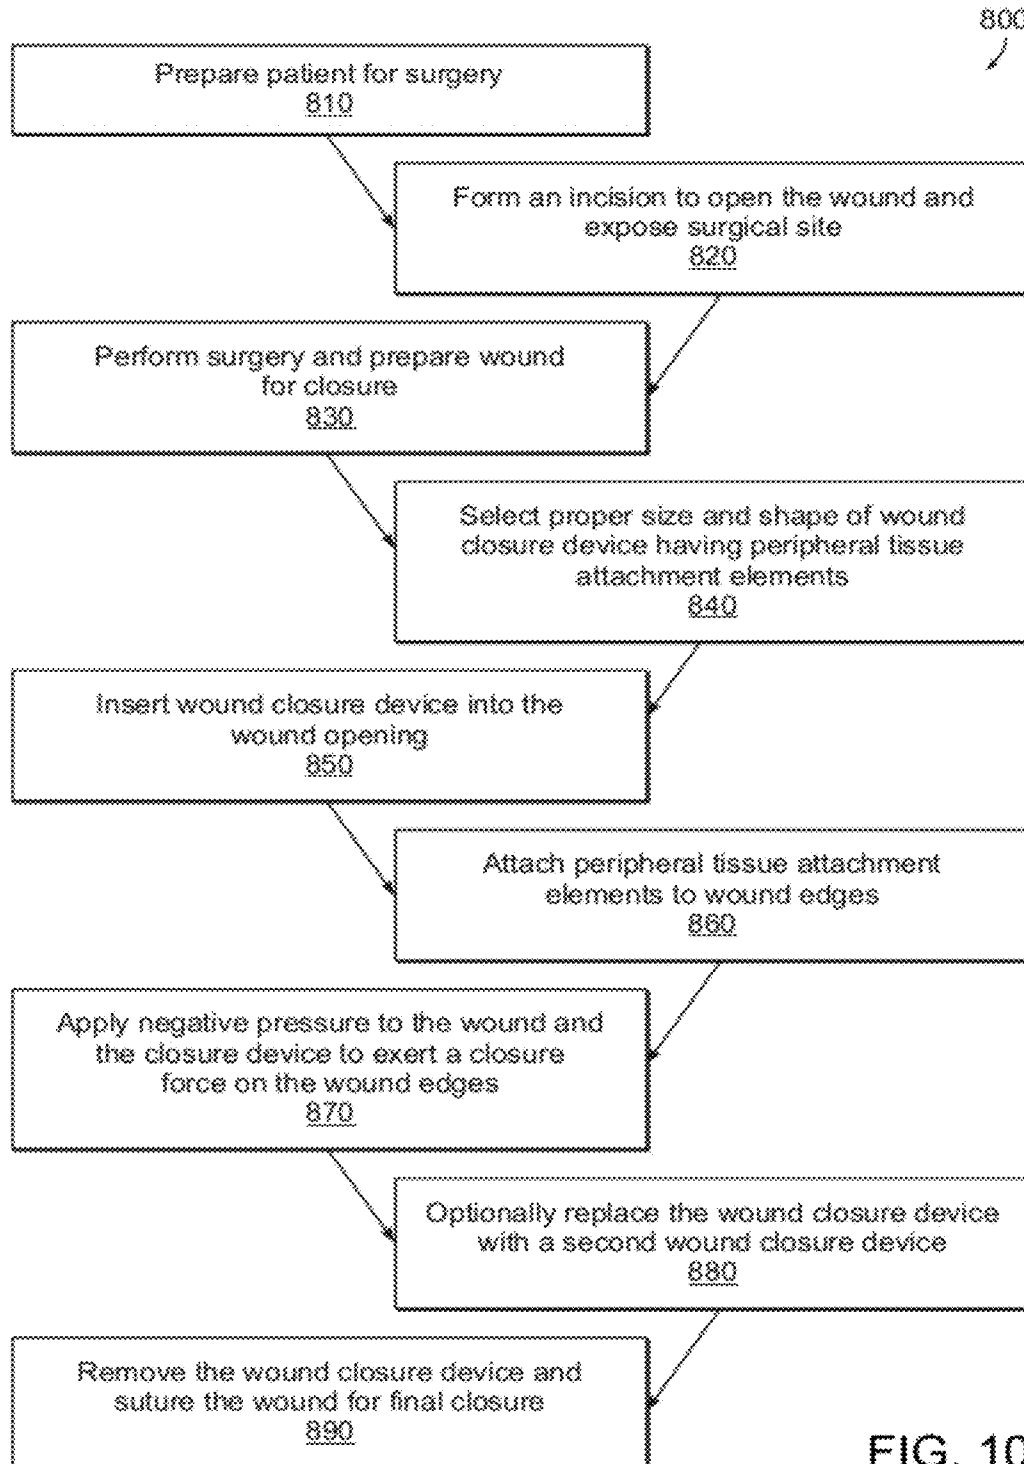 800
Prepare patient for surgery
810
Form an incision to open the wound and
expose surgical site
820
Perform surgery and prepare wound
for closure
830
Select proper size and shape of wound
closure device having peripheral tissue
attachment elements
840
Insert wound closure device into the
wound opening
850
Attach peripheral tissue attachment
elements to wound edges
860
Apply negative pressure to the wound and
the closure device to exert a closure
force on the wound edges
870
Optionally replace the wound closure device
with a second wound closure device
880
Remove the wound closure device and
suture the wound for final closure
890
FIG. 10